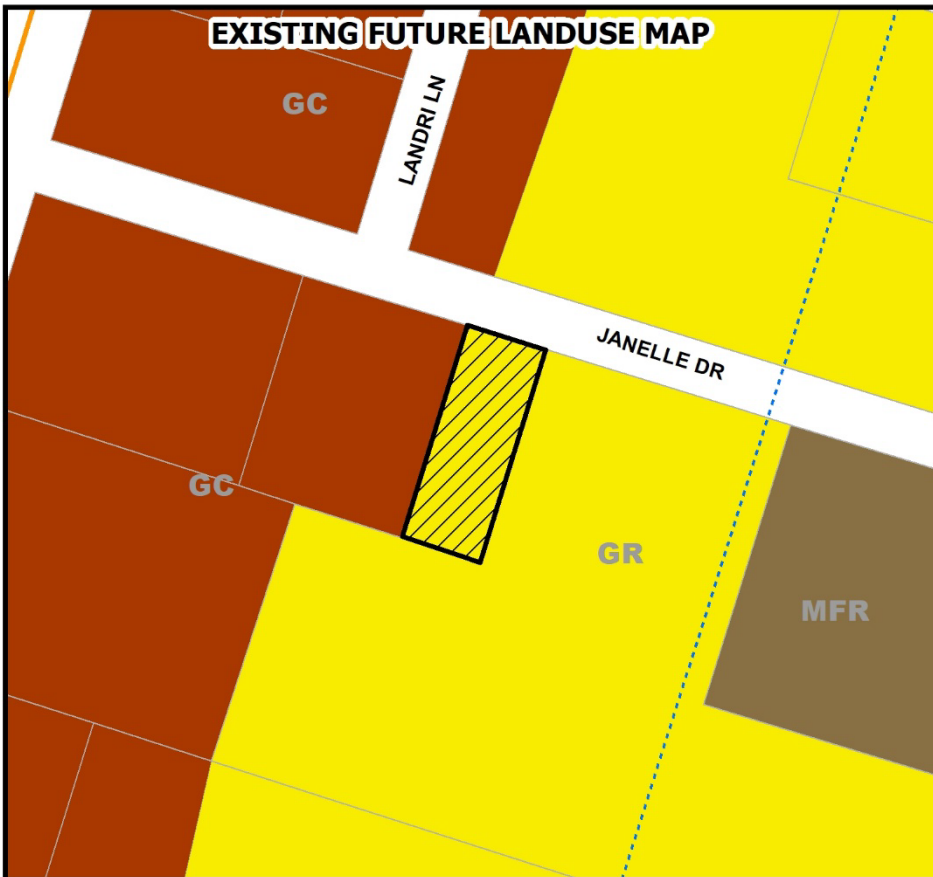 EXISTING FUTURE LANDUSE MAP
GC
LANDRI LN
JANELLE DR
GC
GR
MFR